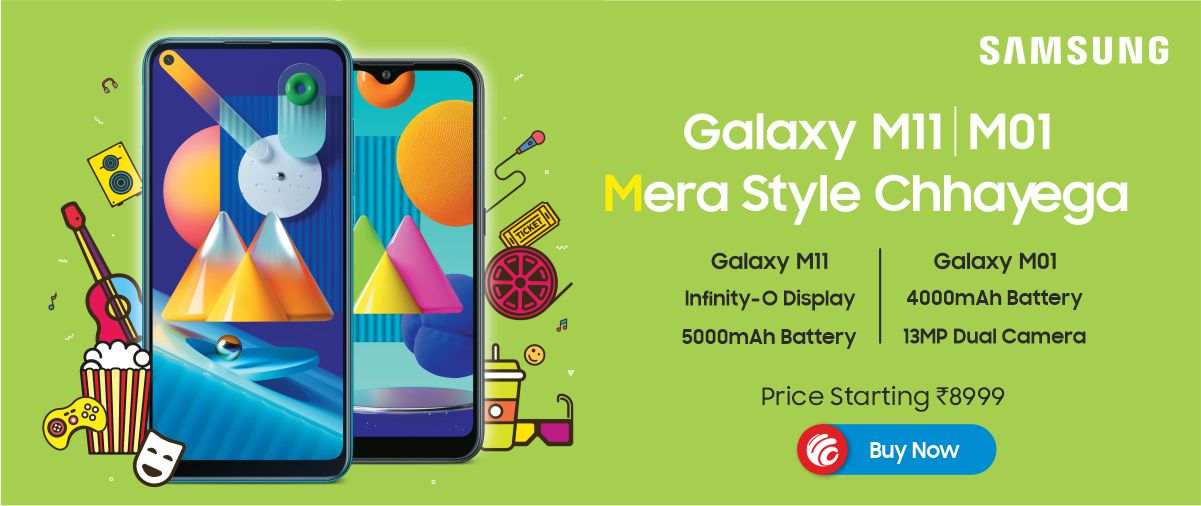 SAMSUNG
Galaxy M11|M01
Mera Style Chhayega
Galaxy M11
Infinity-O Display
5000mAh Battery
Galaxy M01
4000mAh Battery
13MP Dual Camera
Price Starting ₹8999
Buy Now
TICKET